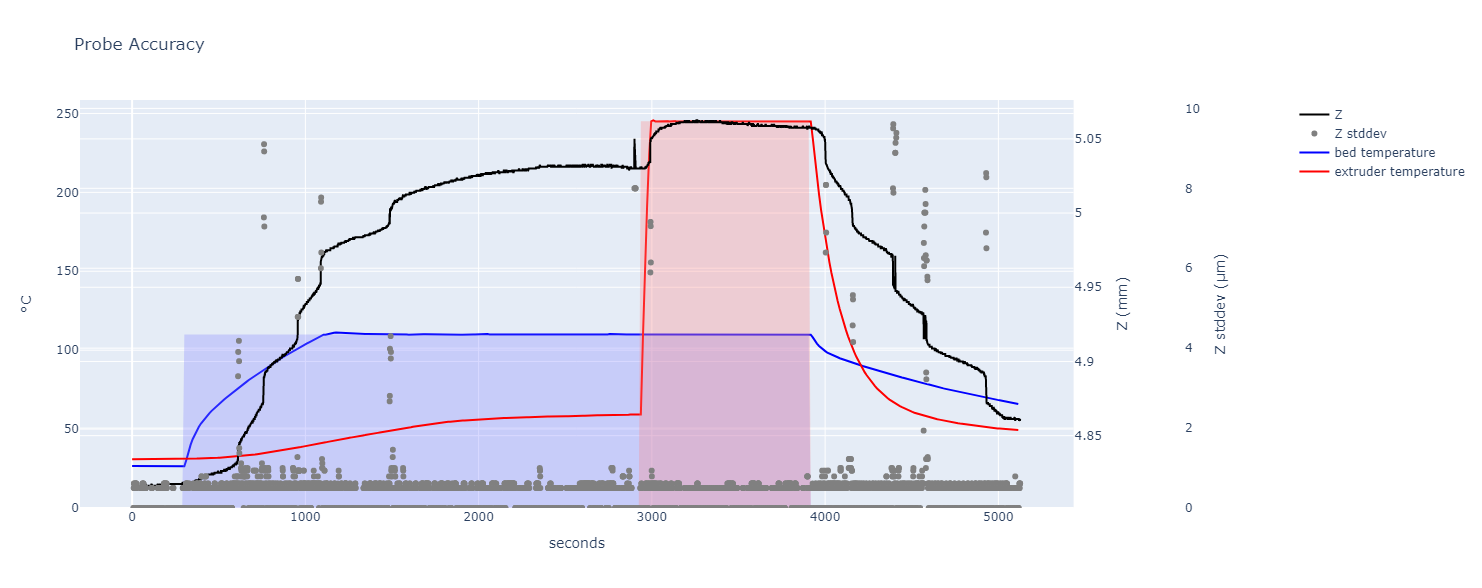 Probe Accuracy
Z
Z stddev
bed temperature
extruder temperature
250
200
150
100
50
0
°C
5.05
5
4.95
4.9
4.85
Z (mm)
10
8
6
4
2
0
Z stddev (μm)
0
1000
2000
3000
4000
5000
seconds